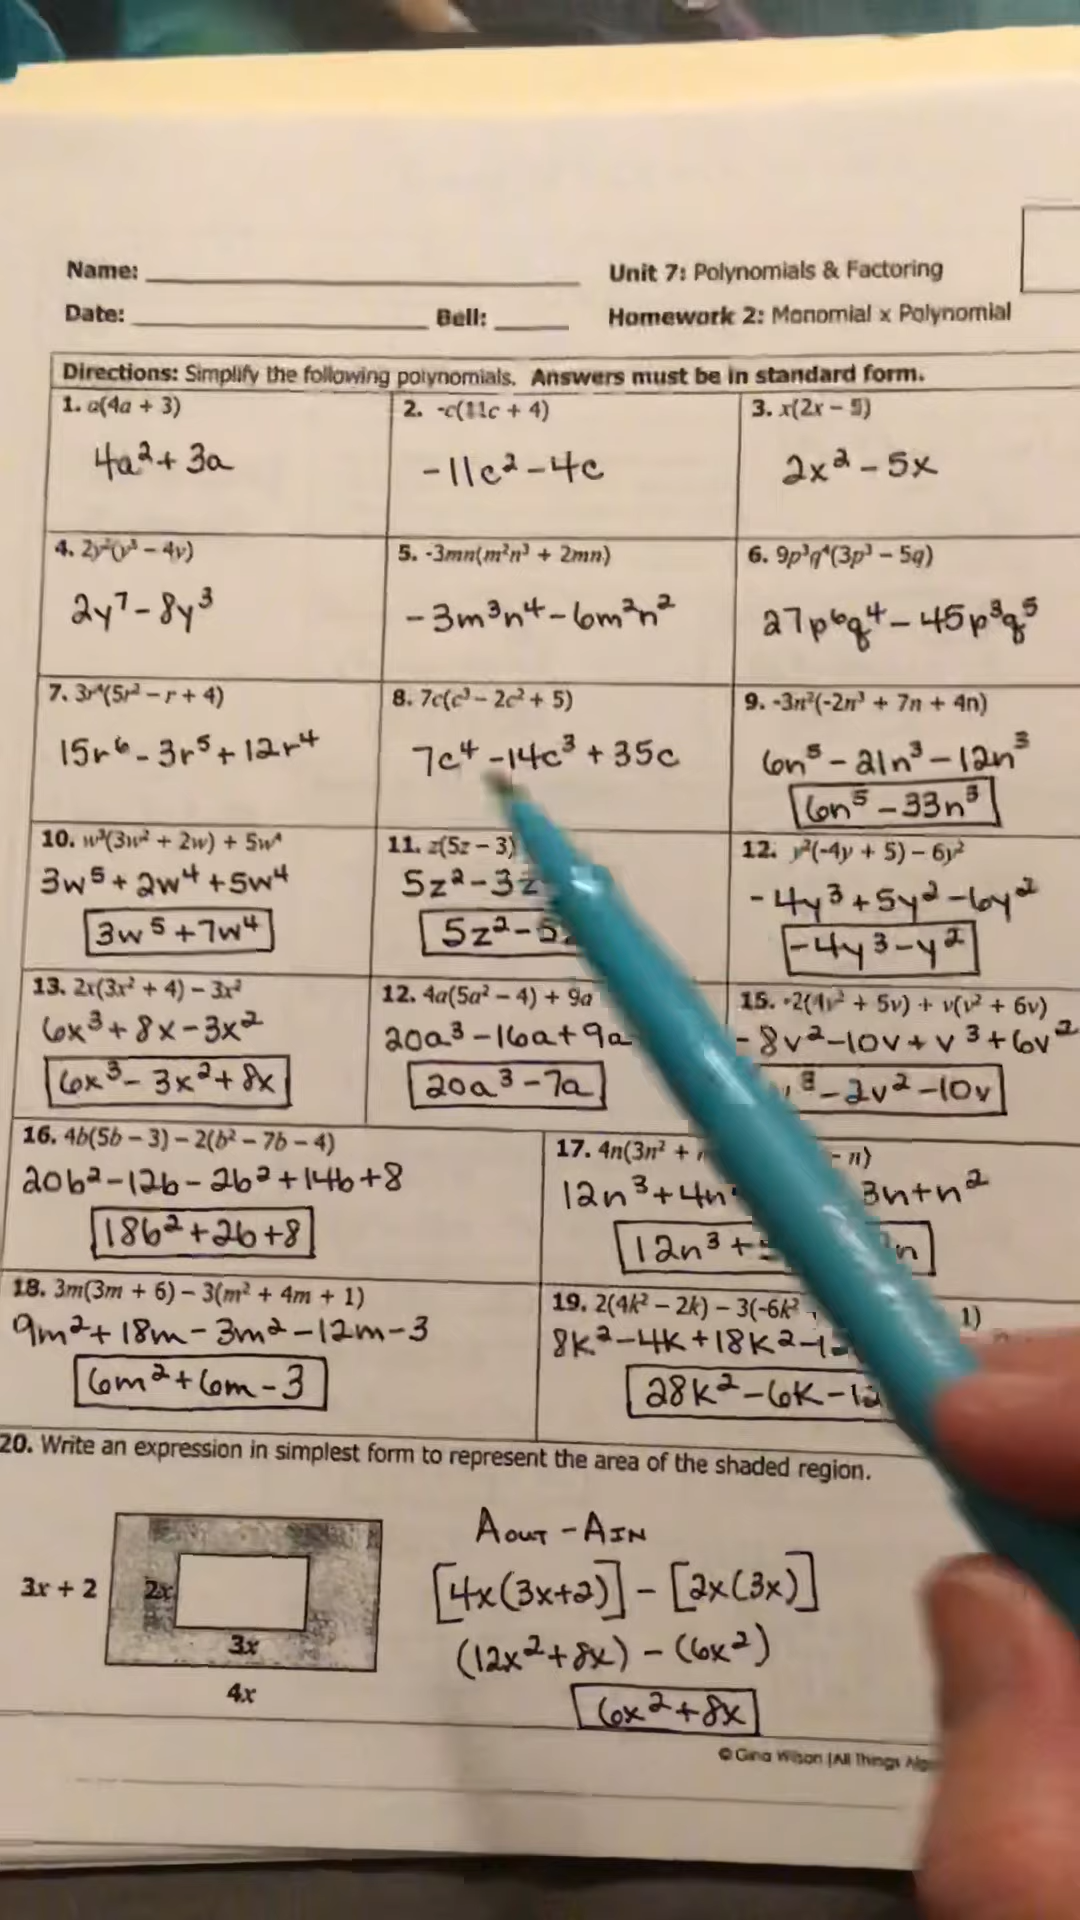 Name: Unit 7: Polynomials & Factoring
Date: Bell: Homework 2: Monomial x Polynomial
Directions: Simplify the following polynomials. Answers must be in standard form.
1. a(4a + 3)
4a² + 3a
2. -c(11c + 4)
-11c² - 4c
3. x(2x – 5)
2x² - 5x
4.
2y⁷ - 8y³
5. -3mn(m²n³ + 2mn)
-3m³n⁴ - 6m²n²
6. 9p³q⁴(3p³ – 5q)
27p⁶q⁴ - 45p³q⁵
7. 3r⁴(5r² – r + 4)
15r⁶ - 3r⁵ + 12r⁴
8. 7c(c³ – 2c² + 5)
7c⁴ - 14c³ + 35c
9. -3n²(-2n³ + 7n + 4n)
6n⁵ - 21n³ - 12n³
6n⁵ - 33n³
10. w³(3w² + 2w) + 5w⁴
3w⁵ + 2w⁴ + 5w⁴
3w⁵ + 7w⁴
11. z(5z – 3)
5z² - 3z
5z² - 5
12. y²(-4y + 5) – 6y²
-4y³ + 5y² - 6y²
-4y³ - y²
13. 2x(3x² + 4) – 3x²
6x³ + 8x - 3x²
6x³ - 3x² + 8x
12. 4a(5a² – 4) + 9a
20a³ - 16a + 9a
20a³ - 7a
15. -2(4v² + 5v) + v(v² + 6v)
-8v² - 10v + v³ + 6v²
³ - 2v² - 10v
16. 4b(5b – 3) – 2(b² – 7b – 4)
20b² - 12b - 2b² + 14b + 8
18b² + 2b + 8
17. 4n(3n² + – n)
12n³ + 4n 3n + n²
12n³ + n
18. 3m(3m + 6) – 3(m² + 4m + 1)
9m² + 18m - 3m² - 12m - 3
6m² + 6m - 3
19. 2(4k² – 2k) – 3(-6k² 1)
8k² - 4k + 18k² -
28k² - 6k - 12
20. Write an expression in simplest form to represent the area of the shaded region.
3x + 2
2x
3x
4x
AOUT - AIN
[4x(3x+2)] - [2x(3x)]
(12x² + 8x) - (6x²)
6x² + 8x
© Gina Wilson (All Things